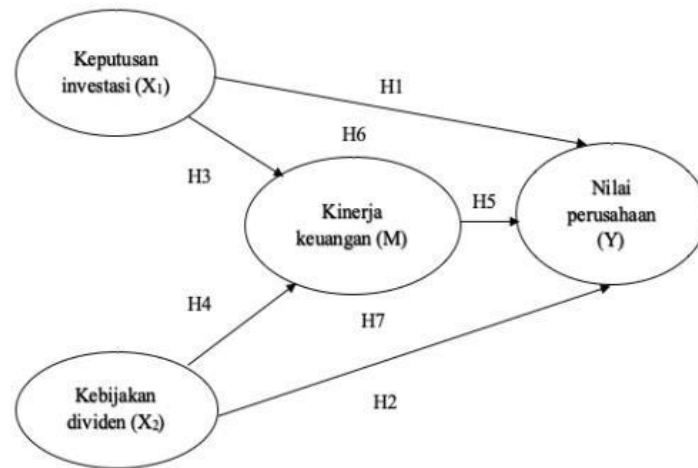 Keputusan
investasi (X₁)
H1
H6
H3
Kinerja
keuangan (M)
H5
Nilai
perusahaan
(Y)
H4
H7
Kebijakan
dividen (X₂)
H2